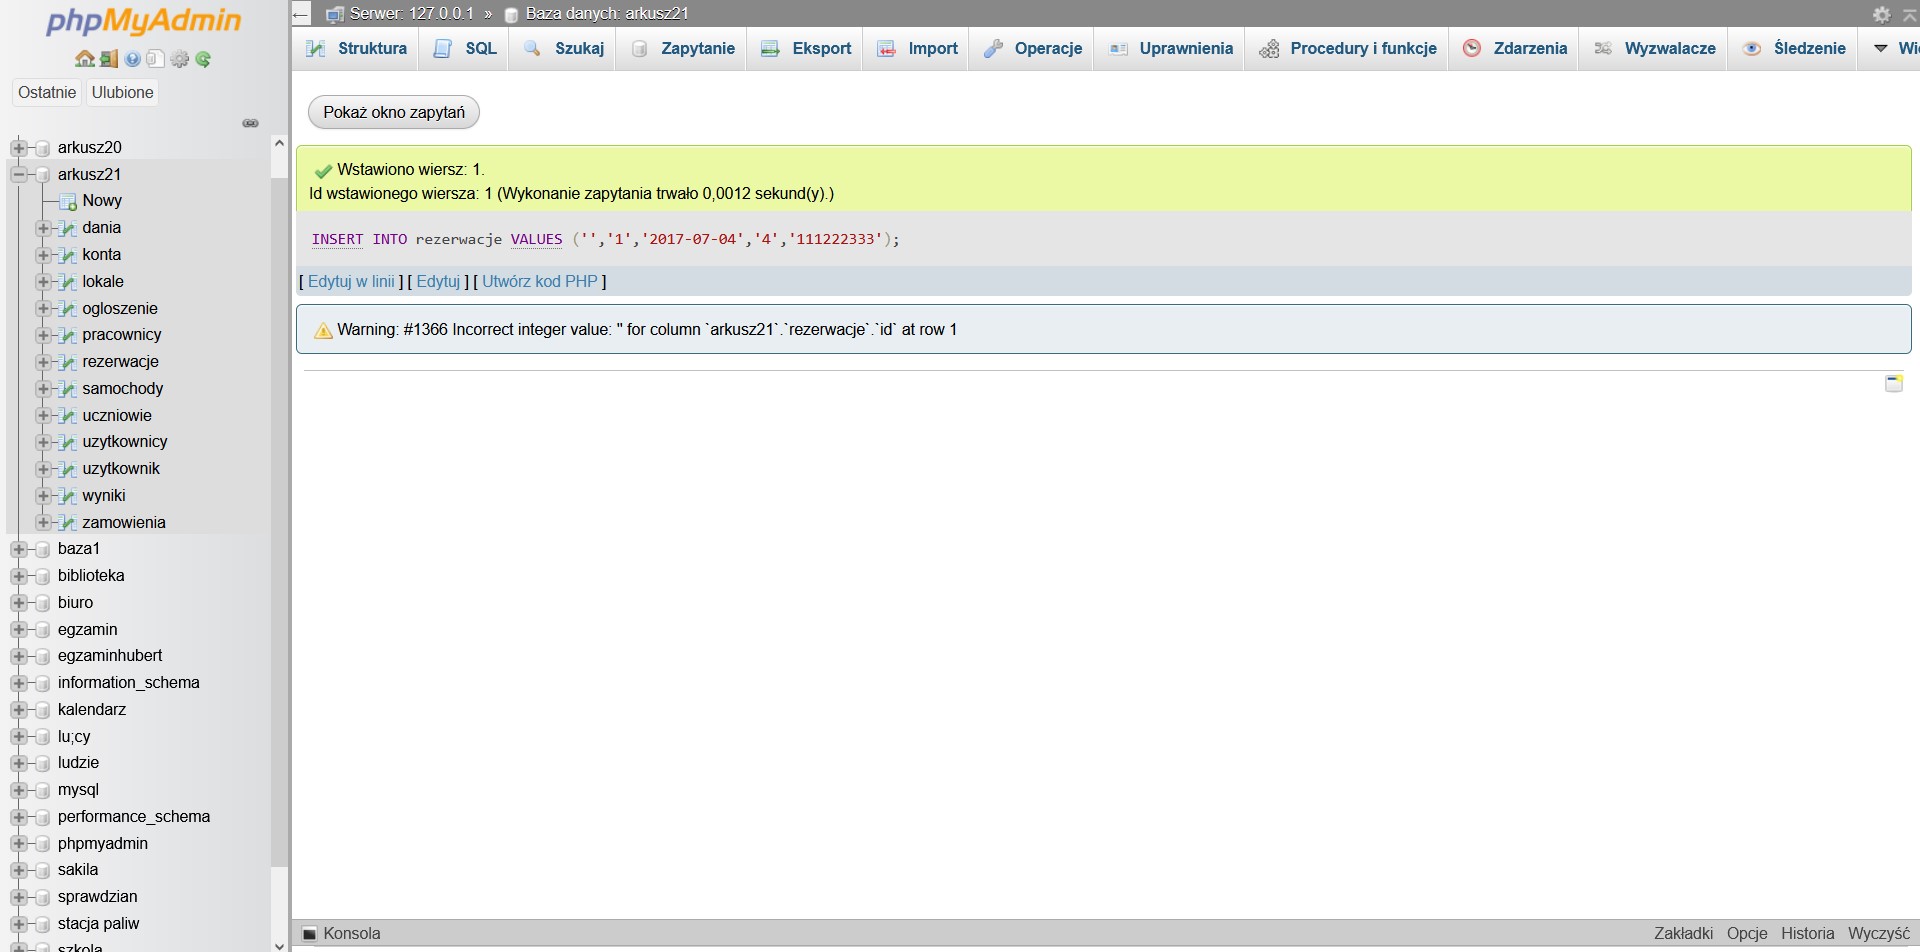 phpMyAdmin
Ostatnie Ulubione
arkusz20
arkusz21
Nowy
dania
konta
lokale
ogloszenie
pracownicy
rezerwacje
samochody
uczniowie
uzytkownicy
uzytkownik
wyniki
zamowienia
baza1
biblioteka
biuro
egzamin
egzaminhubert
information_schema
kalendarz
lu;cy
ludzie
mysql
performance_schema
phpmyadmin
sakila
sprawdzian
stacja paliw
szkola
Serwer: 127.0.0.1 » Baza danych: arkusz21
Struktura SQL Szukaj Zapytanie Eksport Import Operacje Uprawnienia Procedury i funkcje Zdarzenia Wyzwalacze Śledzenie
Pokaż okno zapytań
Wstawiono wiersz: 1.
Id wstawionego wiersza: 1 (Wykonanie zapytania trwało 0,0012 sekund(y).)
INSERT INTO rezerwacje VALUES ('','1','2017-07-04','4','111222333');
[ Edytuj w linii ] [ Edytuj ] [ Utwórz kod PHP ]
Warning: #1366 Incorrect integer value: '' for column `arkusz21`.`rezerwacje`.`id` at row 1
Konsola Zakładki Opcje Historia Wyczyść